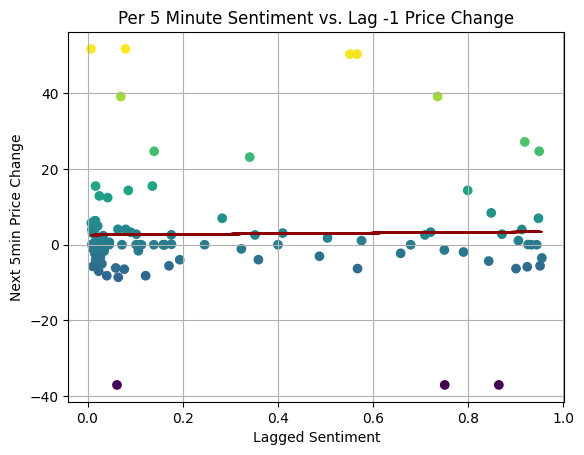 Per 5 Minute Sentiment vs. Lag -1 Price Change
Next 5min Price Change
40
20
0
−20
−40
0.0 0.2 0.4 0.6 0.8 1.0
Lagged Sentiment